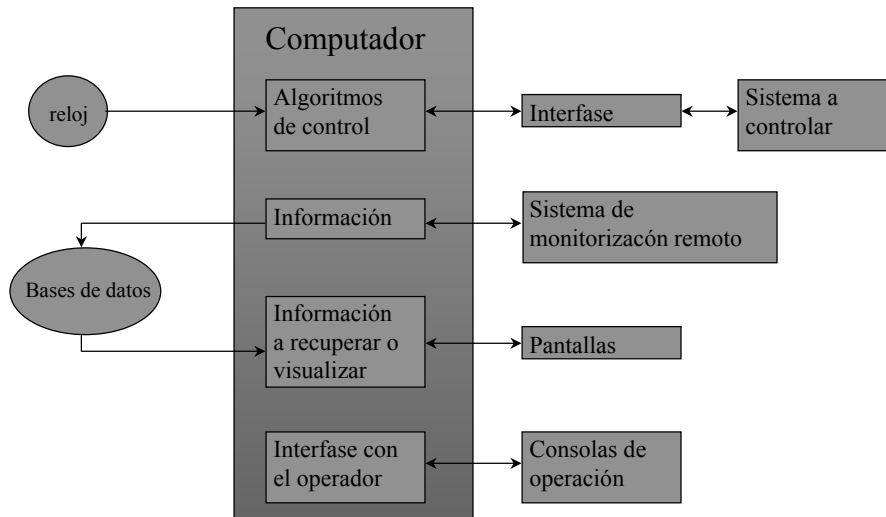 Computador
reloj
Algoritmos
de control
Interfase
Sistema a
controlar
Información
Sistema de
monitorizacón remoto
Bases de datos
Información
a recuperar o
visualizar
Pantallas
Interfase con
el operador
Consolas de
operación